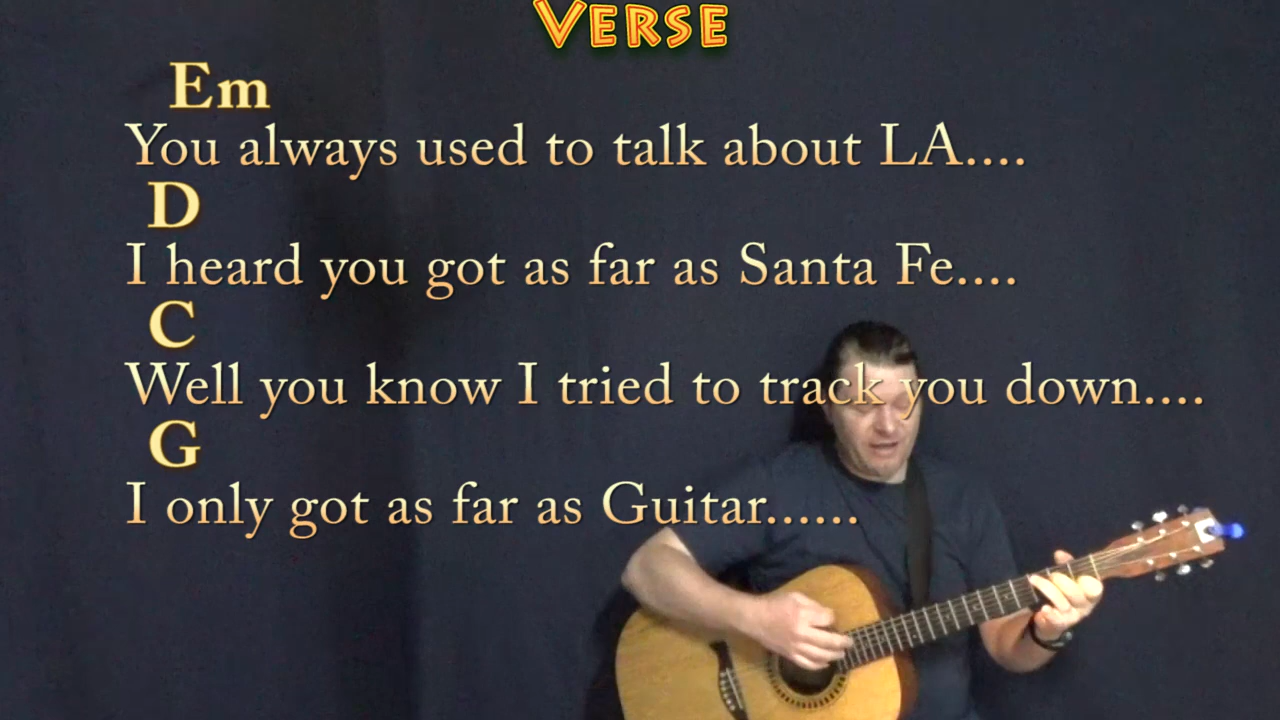 VERSE
Em
You always used to talk about LA....
D
I heard you got as far as Santa Fe....
C
Well you know I tried to track you down....
G
I only got as far as Guitar......